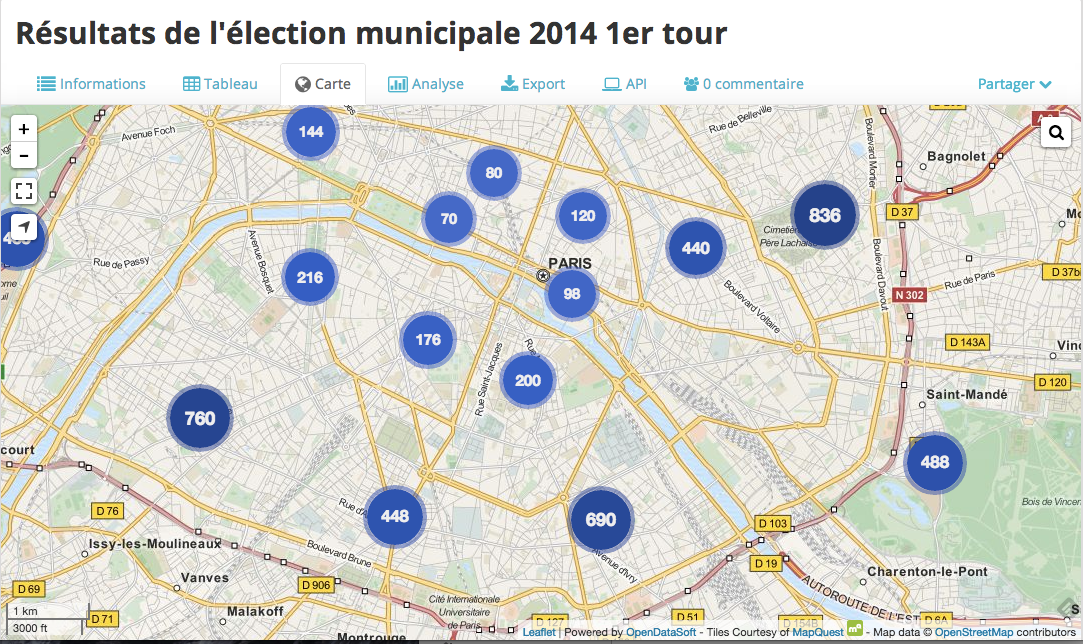 Résultats de l'élection municipale 2014 1er tour
Informations Tableau Carte Analyse Export API 0 commentaire Partager
+
−
144
80
70
120
440
836
216
98
176
200
760
448
690
488
Avenue Foch
Rue de Belleville
Boulevard Mortier
Bagnolet
D 37
Cimetière
Père Lachaise
Rue de Passy
Avenue Bosquet
PARIS
N 302
Rue de Paris
D 37b
Boulevard Davout
Boulevard Voltaire
D 143A
Rue Saint-Jacques
D 120
Saint-Mandé
court
D 76
Issy-les-Moulineaux
Boulevard Brune
D 103
Bois de Vincen
Avenue d'Ivry
D 19
Vanves
D 906
Charenton-le-Pont
D 69
AUTOROUTE DE L'EST
Cité Internationale
Universitaire
de Paris
1 km
3000 ft
D 71
Malakoff
D 127
D 51
D 154B
D 6A
Montrouge
Leaflet | Powered by OpenDataSoft - Tiles Courtesy of MapQuest - Map data © OpenStreetMap contributors